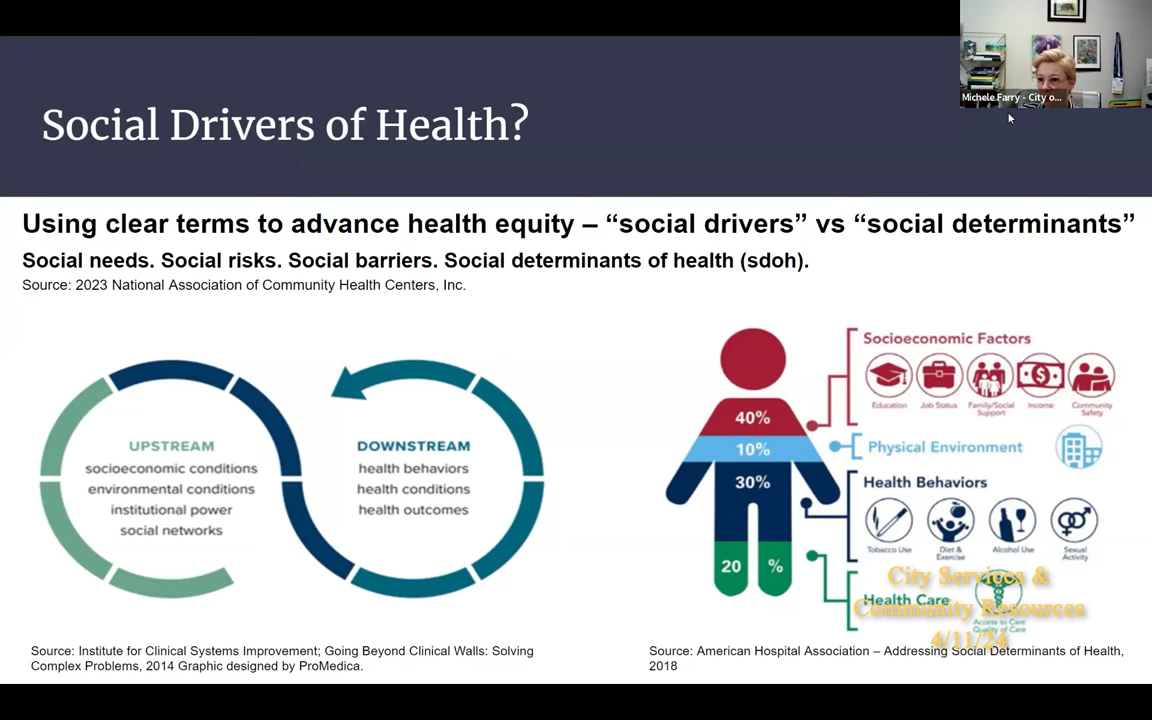 Michele Farry - City o...
Social Drivers of Health?
Using clear terms to advance health equity – “social drivers” vs “social determinants”
Social needs. Social risks. Social barriers. Social determinants of health (sdoh).
Source: 2023 National Association of Community Health Centers, Inc.
UPSTREAM
socioeconomic conditions
environmental conditions
institutional power
social networks
DOWNSTREAM
health behaviors
health conditions
health outcomes
40%
10%
30%
20 %
Socioeconomic Factors
Education
Job Status
Family/Social
Support
Income
Community
Safety
Physical Environment
Health Behaviors
Tobacco Use
Diet &
Exercise
Alcohol Use
Sexual
Activity
Health Care
Access to Care
Quality of Care
City Services &
Community Resources
4/11/24
Source: Institute for Clinical Systems Improvement; Going Beyond Clinical Walls: Solving
Complex Problems, 2014 Graphic designed by ProMedica.
Source: American Hospital Association – Addressing Social Determinants of Health,
2018